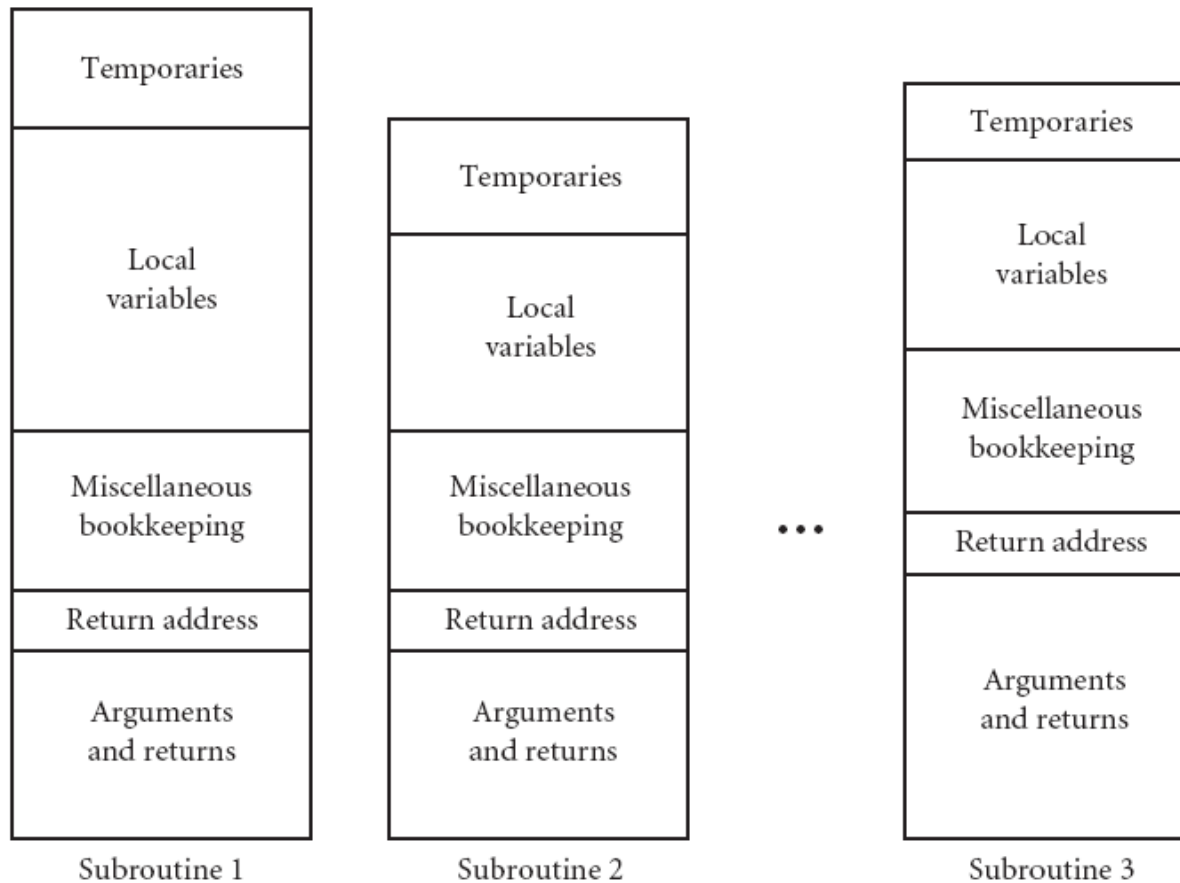 Temporaries
Local
variables
Miscellaneous
bookkeeping
Return address
Arguments
and returns
Subroutine 1
Temporaries
Local
variables
Miscellaneous
bookkeeping
Return address
Arguments
and returns
Subroutine 2
...
Temporaries
Local
variables
Miscellaneous
bookkeeping
Return address
Arguments
and returns
Subroutine 3